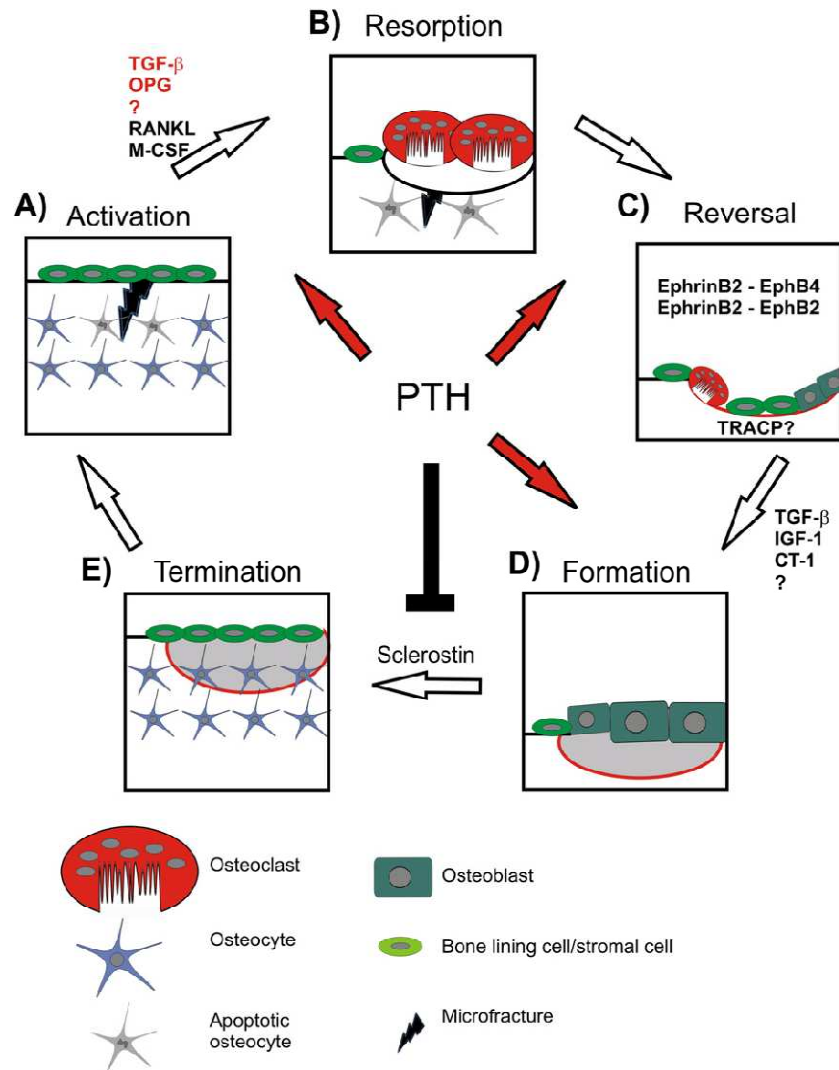 B) Resorption
TGF-β
OPG
?
RANKL
M-CSF
A) Activation
C) Reversal
EphrinB2 - EphB4
EphrinB2 - EphB2
TRACP?
PTH
TGF-β
IGF-1
CT-1
?
E) Termination
D) Formation
Sclerostin
Osteoclast
Osteoblast
Osteocyte
Bone lining cell/stromal cell
Apoptotic
osteocyte
Microfracture